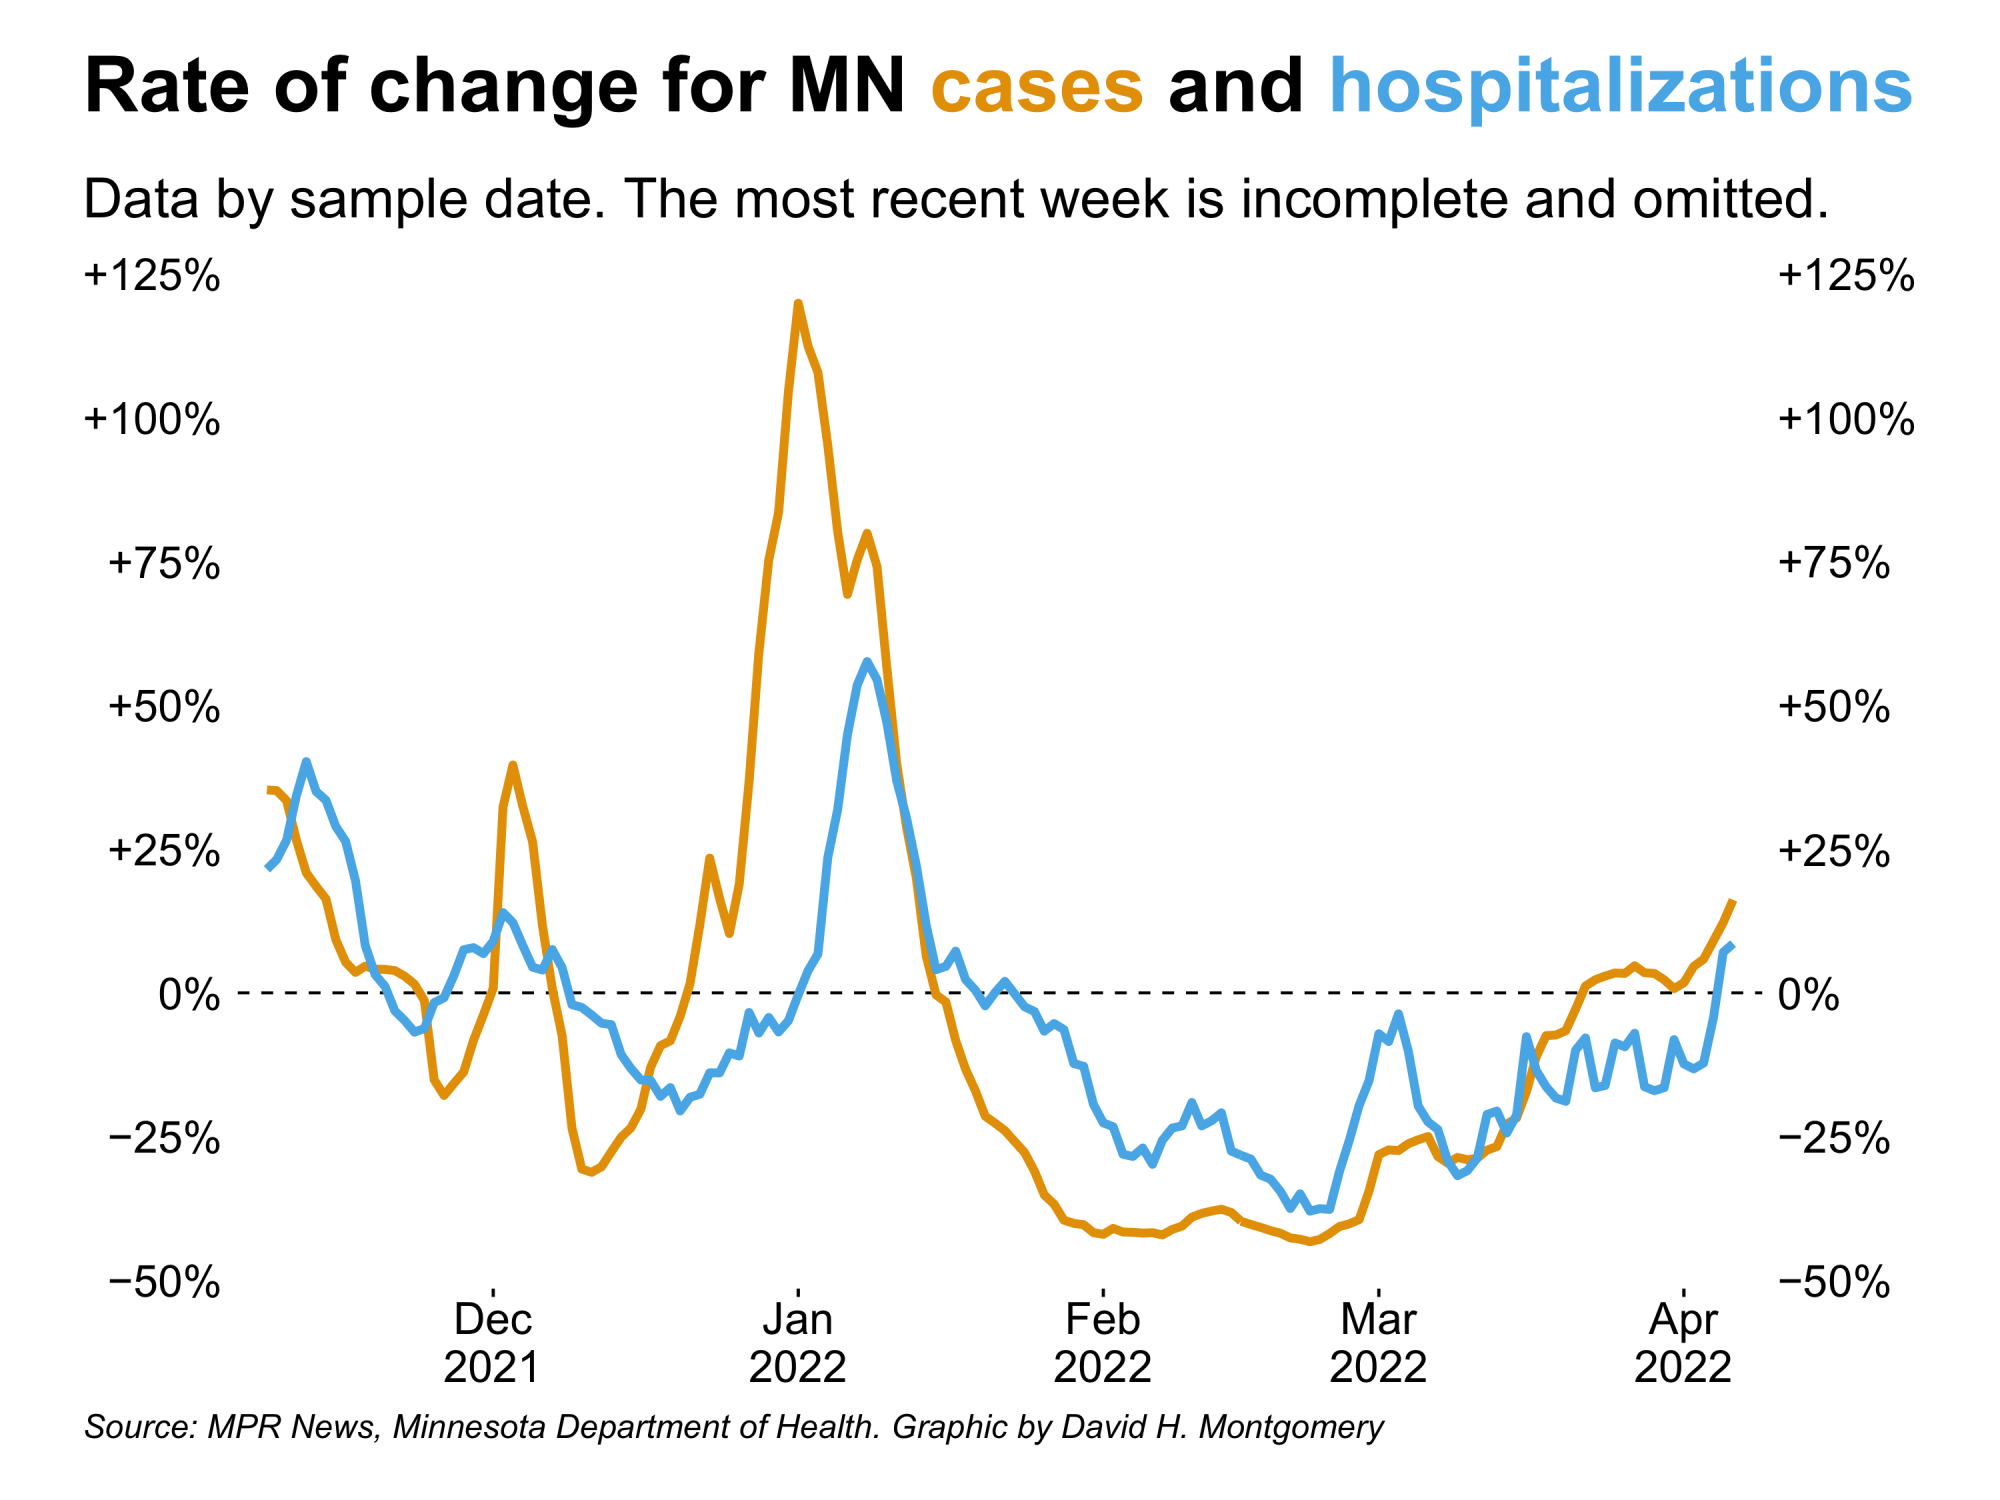 Rate of change for MN cases and hospitalizations
Data by sample date. The most recent week is incomplete and omitted.
+125% +125%
+100% +100%
+75% +75%
+50% +50%
+25% +25%
0% 0%
−25% −25%
−50% −50%
Dec Jan Feb Mar Apr
2021 2022 2022 2022 2022
Source: MPR News, Minnesota Department of Health. Graphic by David H. Montgomery